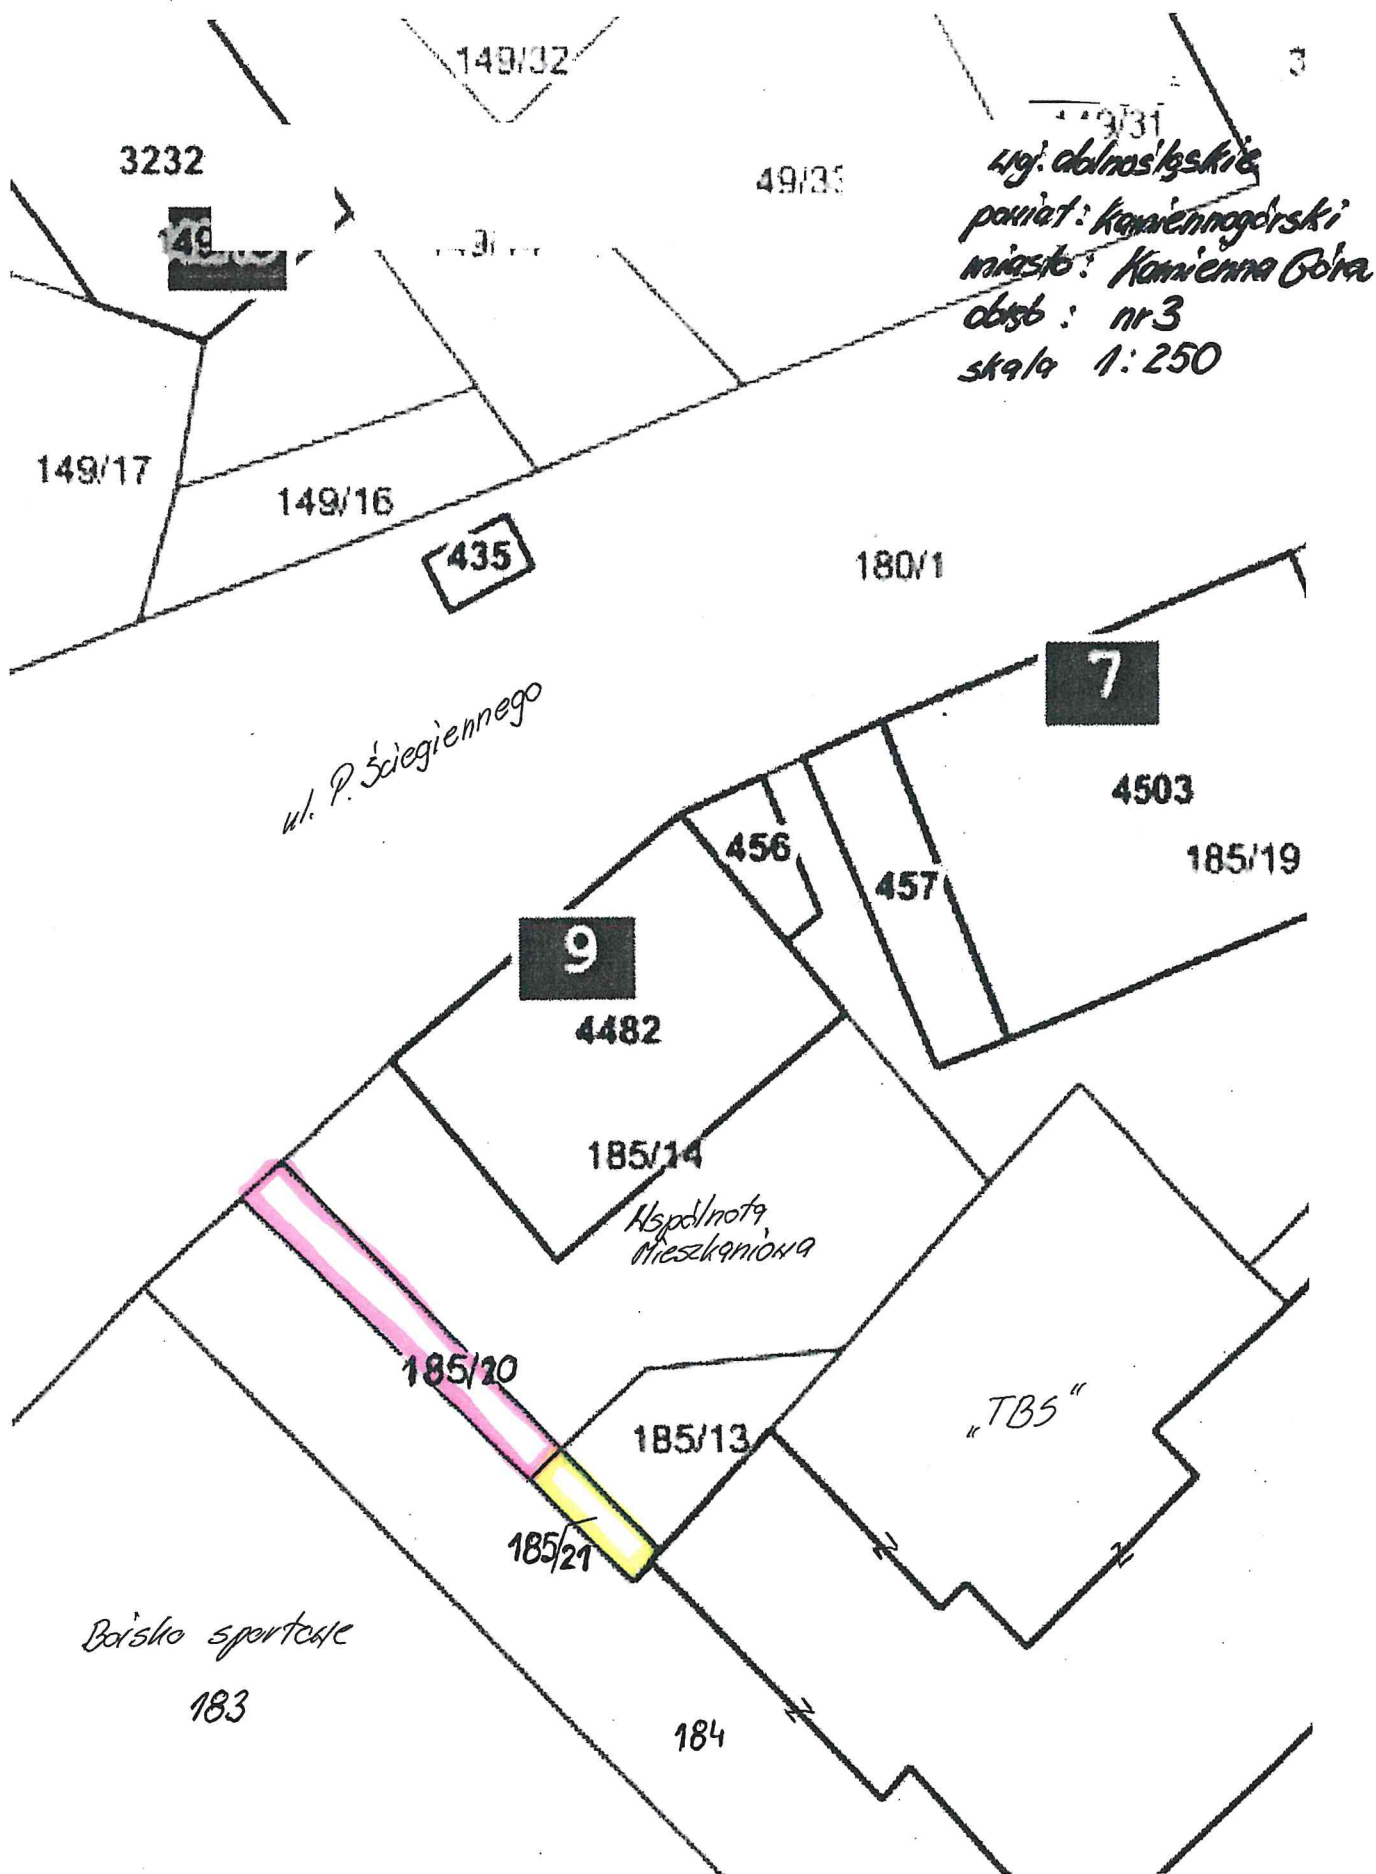 149/32
3
3232
49/33
woj. dolnośląskie
powiat: Kamiennogórski
miasto: Kamienna Góra
obręb: nr 3
skala 1:250
149/17
149/16
435
180/1
7
ul. P. Ściegiennego
4503
456
457
185/19
9
4482
185/14
Wspólnota
Mieszkaniowa
185/20
„TBS"
185/13
185/21
Boisko sportowe
183
184